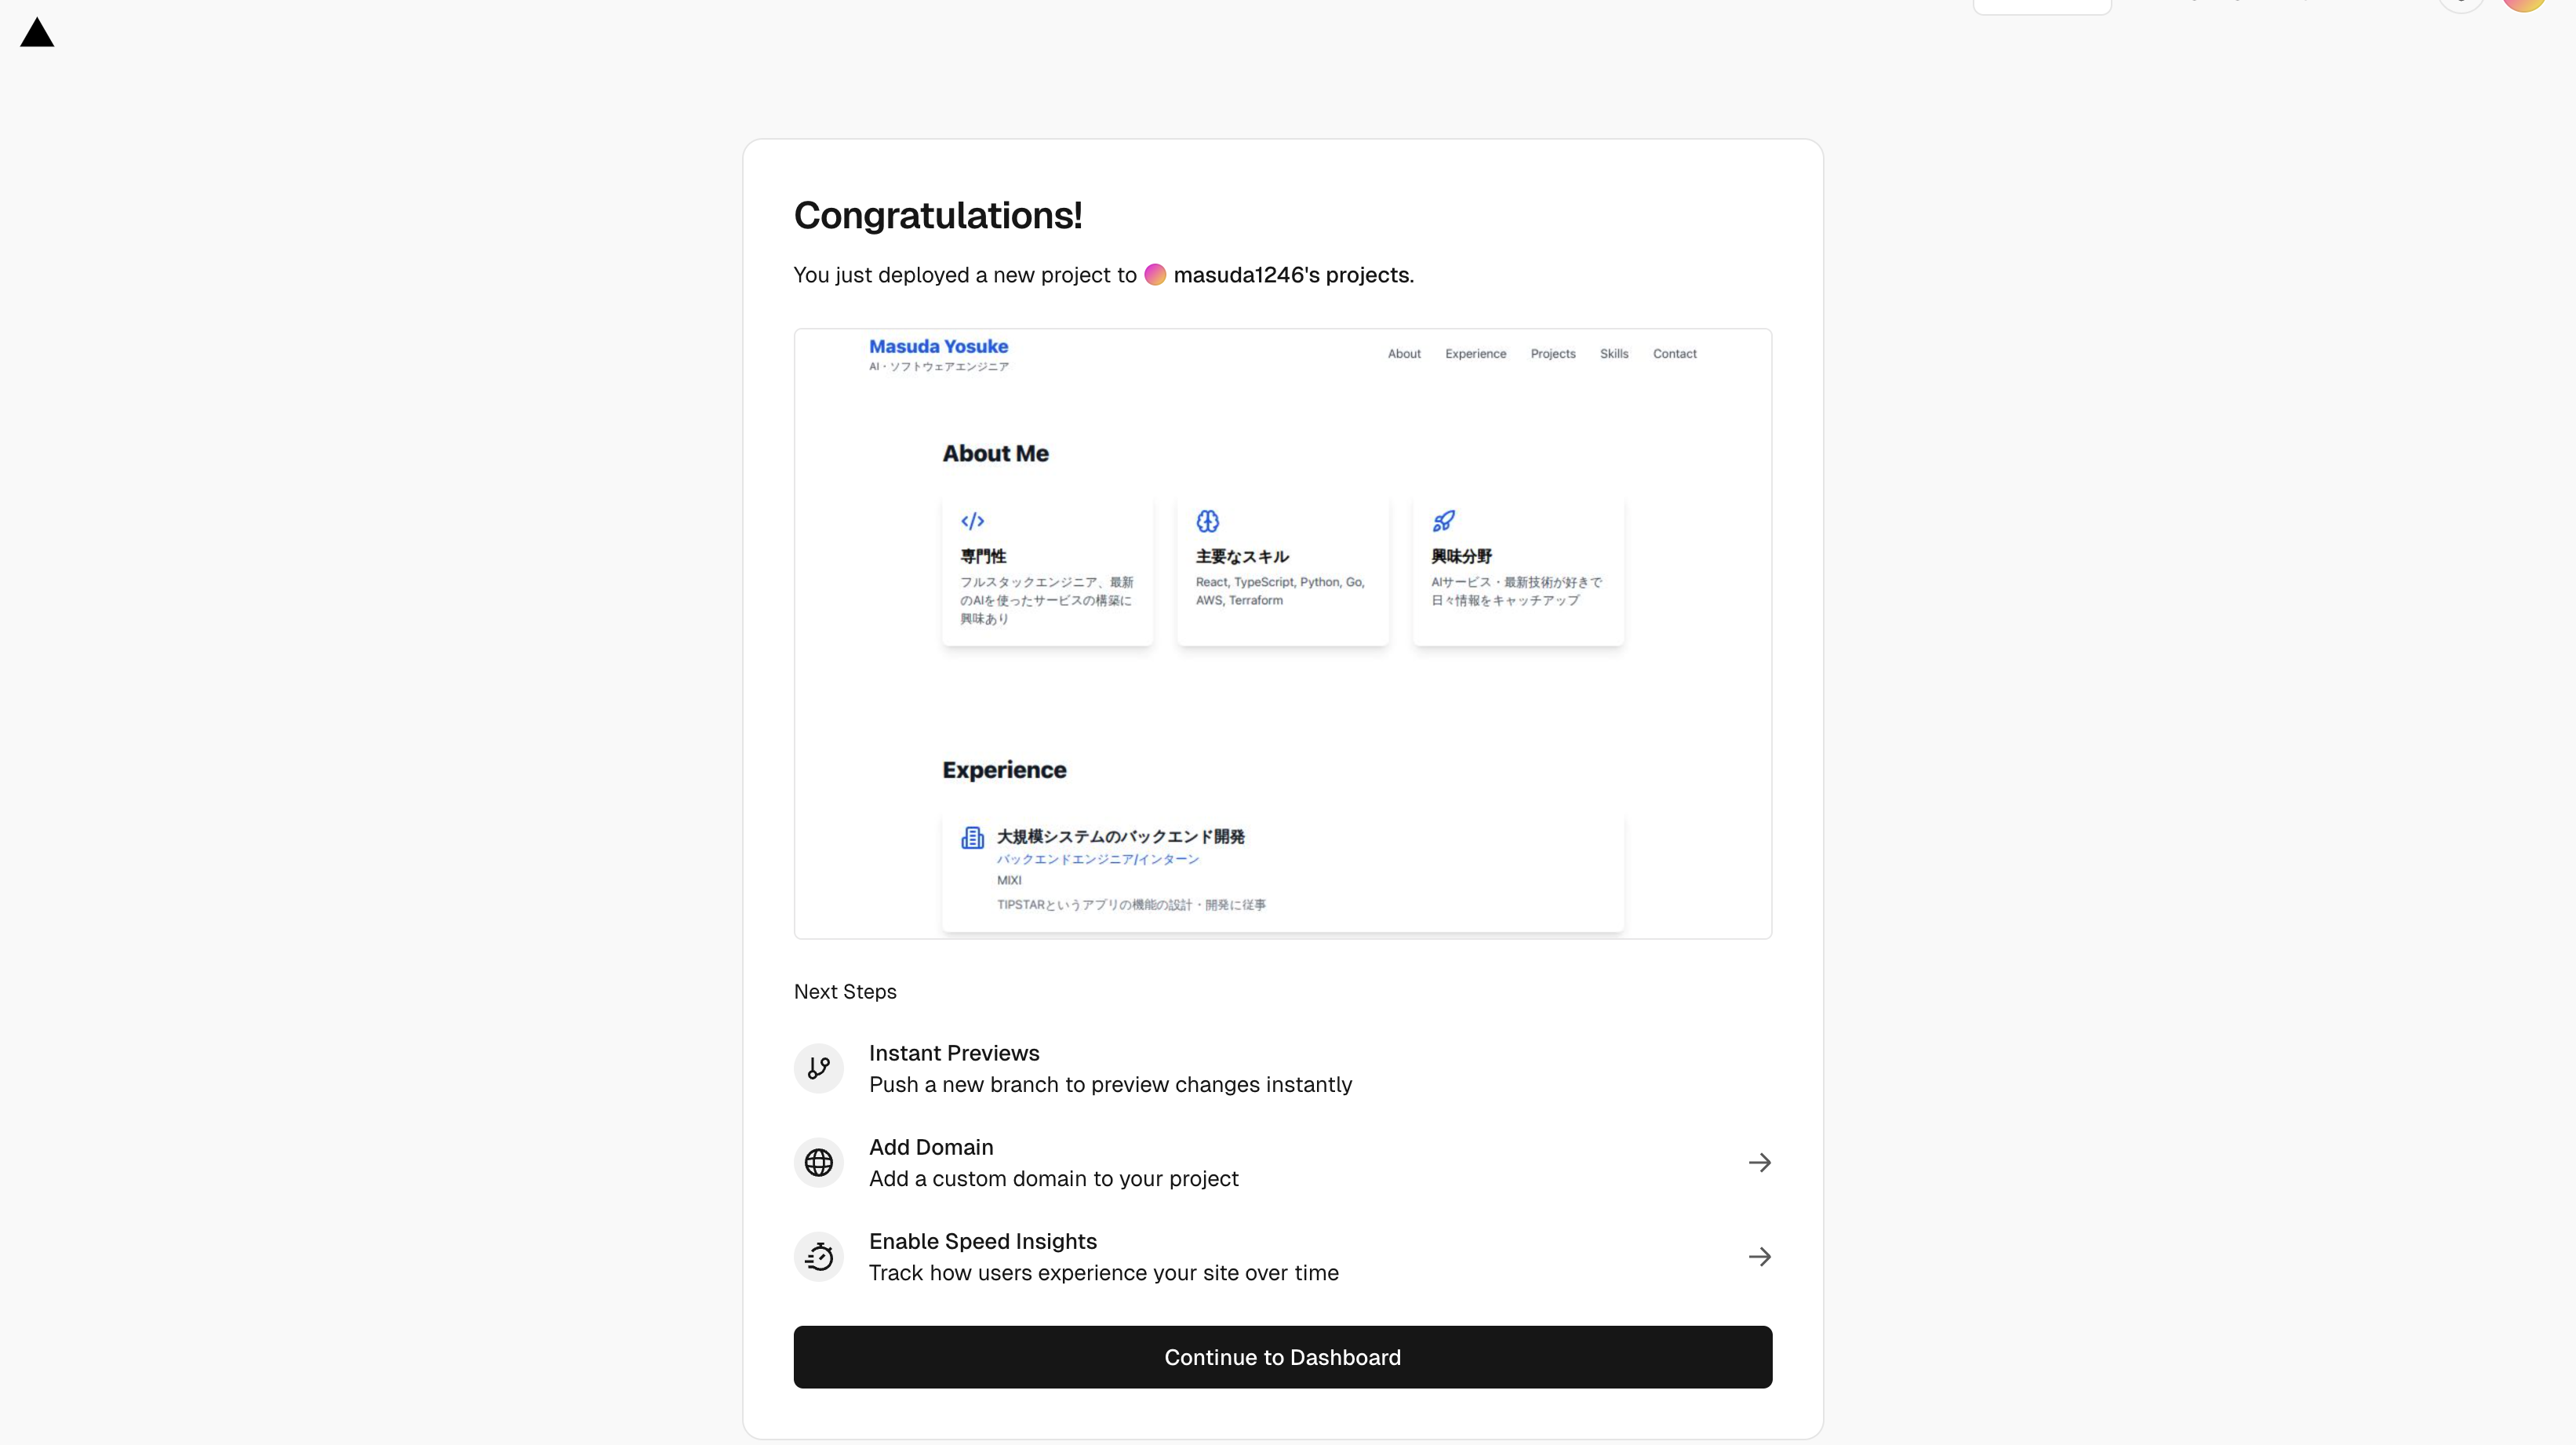 Congratulations!
You just deployed a new project to masuda1246's projects.
Masuda Yosuke
AI・ソフトウェアエンジニア
About Experience Projects Skills Contact
About Me
専門性
フルスタックエンジニア、最新
のAIを使ったサービスの構築に
興味あり
主要なスキル
React, TypeScript, Python, Go,
AWS, Terraform
興味分野
AIサービス・最新技術が好きで
日々情報をキャッチアップ
Experience
大規模システムのバックエンド開発
バックエンドエンジニア/インターン
MIXI
TIPSTARというアプリの機能の設計・開発に従事
Next Steps
Instant Previews
Push a new branch to preview changes instantly
Add Domain
Add a custom domain to your project
Enable Speed Insights
Track how users experience your site over time
Continue to Dashboard